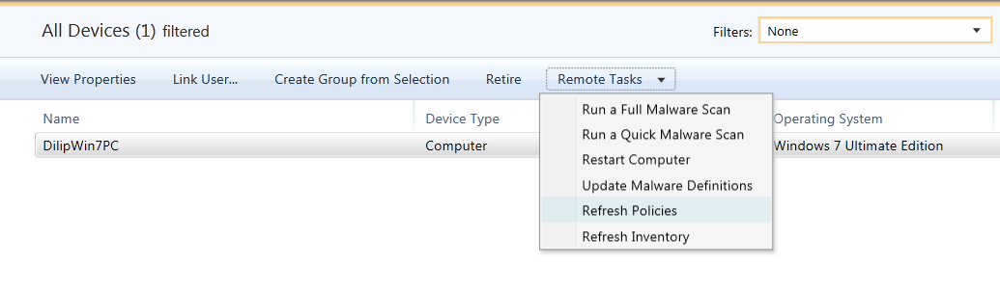 All Devices (1) filtered
Filters: None
View Properties Link User... Create Group from Selection Retire Remote Tasks
Name Device Type Operating System
DilipWin7PC Computer Windows 7 Ultimate Edition
Run a Full Malware Scan
Run a Quick Malware Scan
Restart Computer
Update Malware Definitions
Refresh Policies
Refresh Inventory